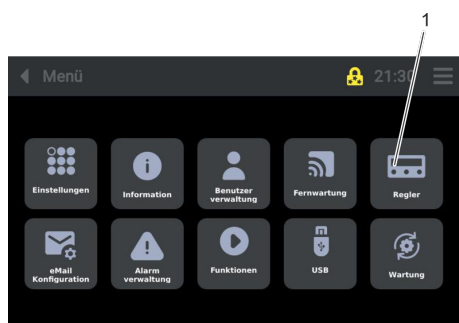 1
Menü
21:30
Einstellungen
Information
Benutzer
verwaltung
Fernwartung
Regler
eMail
Konfiguration
Alarm
verwaltung
Funktionen
USB
Wartung